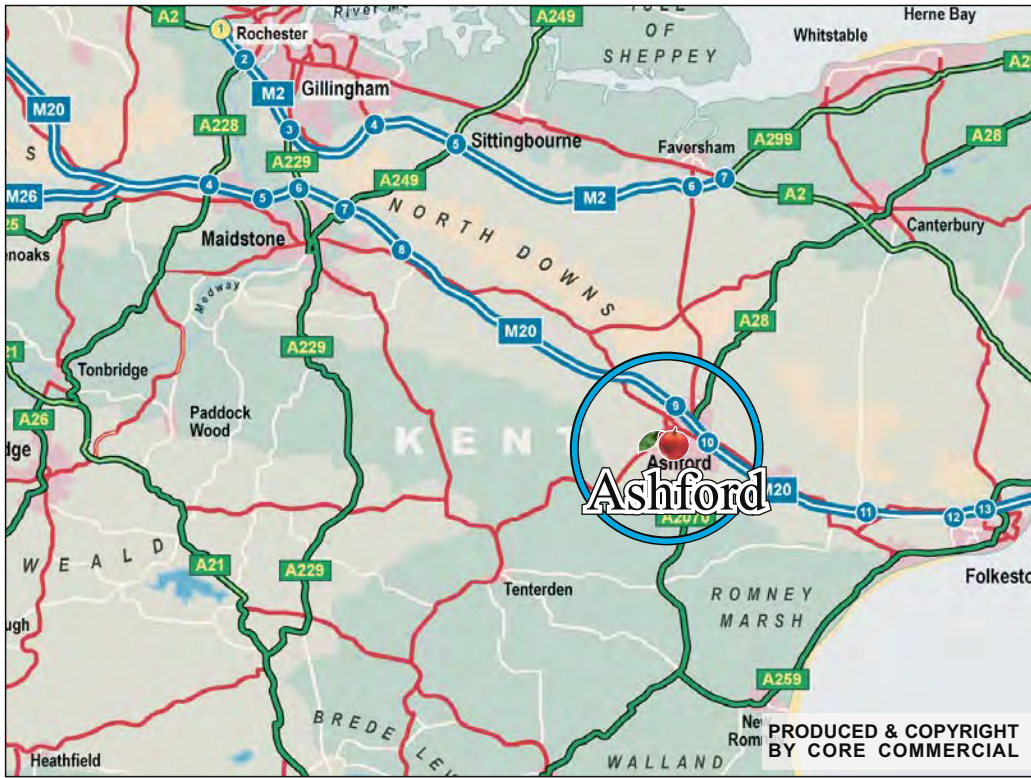 A2
1
Rochester
River Me
A249
ISLE
OF
SHEPPEY
Herne Bay
Whitstable
2
M2
Gillingham
M20
A228
3
4
5
Sittingbourne
A299
A28
A229
Faversham
S
M26
4
5
6
A249
7
M2
6
7
A2
25
enoaks
Maidstone
8
NORTH DOWNS
Canterbury
Medway
M20
A28
A229
21
Tonbridge
A26
dge
Paddock
Wood
KENT
9
10
Ashford
Ashford
M20
A2070
11
12
13
Folkesto
WEALD
A21
A229
Tenterden
ROMNEY
MARSH
ugh
A259
BREDE LEV
New
Romn
PRODUCED & COPYRIGHT
BY CORE COMMERCIAL
Heathfield
WALLAND